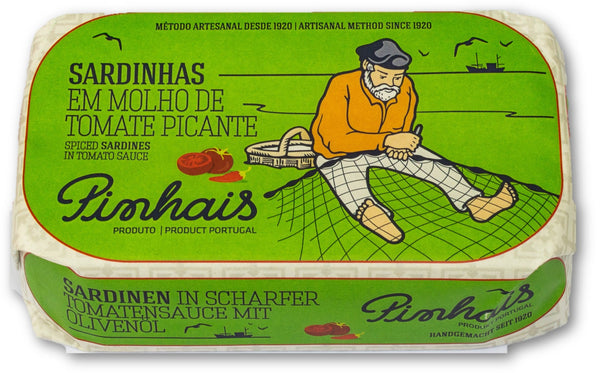 MÉTODO ARTESANAL DESDE 1920 | ARTISANAL METHOD SINCE 1920
SARDINHAS
EM MOLHO DE
TOMATE PICANTE
SPICED SARDINES
IN TOMATO SAUCE
Pinhais
PRODUTO | PRODUCT PORTUGAL
SARDINEN IN SCHARFER
TOMATENSAUCE MIT
OLIVENÖL
Pinhais
PRODUKT PORTUGAL
HANDGEMACHT SEIT 1920